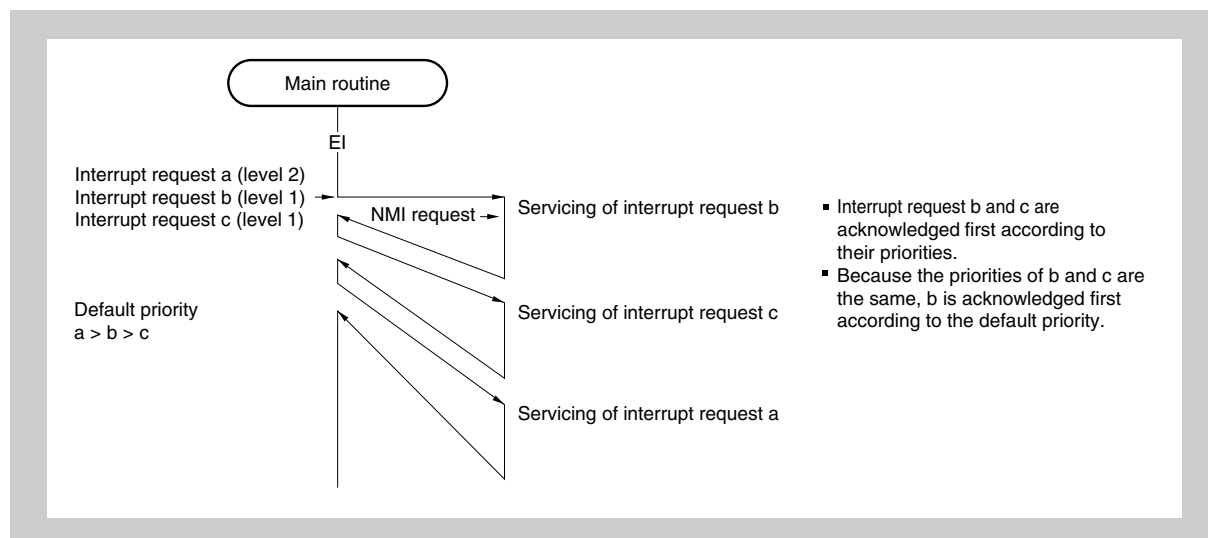 Main routine
EI
Interrupt request a (level 2)
Interrupt request b (level 1)
Interrupt request c (level 1)
NMI request
Servicing of interrupt request b
▪ Interrupt request b and c are
acknowledged first according to
their priorities.
▪ Because the priorities of b and c are
the same, b is acknowledged first
according to the default priority.
Default priority
a > b > c
Servicing of interrupt request c
Servicing of interrupt request a